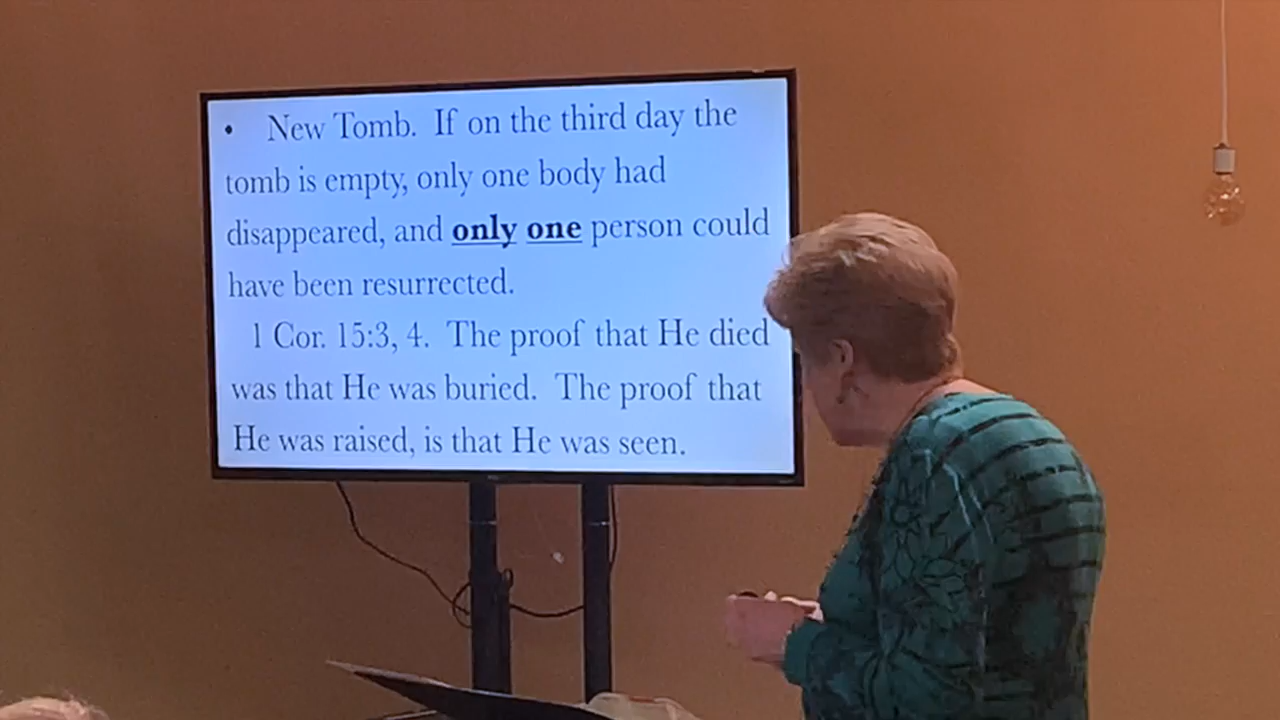 • New Tomb. If on the third day the
tomb is empty, only one body had
disappeared, and only one person could
have been resurrected.
1 Cor. 15:3, 4. The proof that He died
was that He was buried. The proof that
He was raised, is that He was seen.